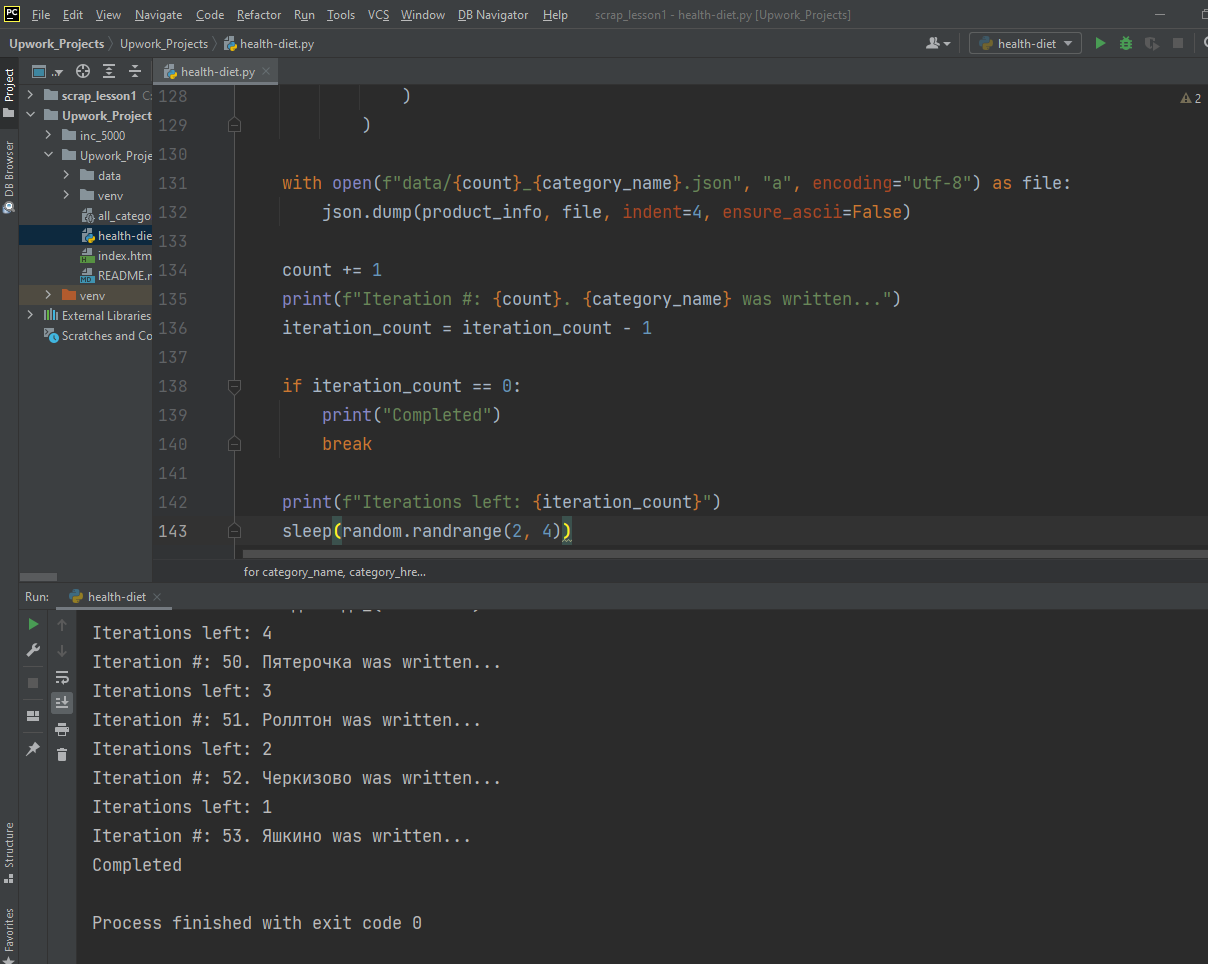 PC File Edit View Navigate Code Refactor Run Tools VCS Window DB Navigator Help scrap_lesson1 - health-diet.py [Upwork_Projects]
Upwork_Projects Upwork_Projects health-diet.py health-diet
Project
DB Browser
Structure
Favorites
scrap_lesson1 C:
Upwork_Project
inc_5000
Upwork_Proje
data
venv
all_catego
health-die
index.htm
README.r
venv
External Libraries
Scratches and Co
health-diet.py
2
128 )
129 )
130
131 with open(f"data/{count}_{category_name}.json", "a", encoding="utf-8") as file:
132 json.dump(product_info, file, indent=4, ensure_ascii=False)
133
134 count += 1
135 print(f"Iteration #: {count}. {category_name} was written...")
136 iteration_count = iteration_count - 1
137
138 if iteration_count == 0:
139 print("Completed")
140 break
141
142 print(f"Iterations left: {iteration_count}")
143 sleep(random.randrange(2, 4))
for category_name, category_hre...
Run: health-diet
Iterations left: 4
Iteration #: 50. Пятерочка was written...
Iterations left: 3
Iteration #: 51. Роллтон was written...
Iterations left: 2
Iteration #: 52. Черкизово was written...
Iterations left: 1
Iteration #: 53. Яшкино was written...
Completed
Process finished with exit code 0